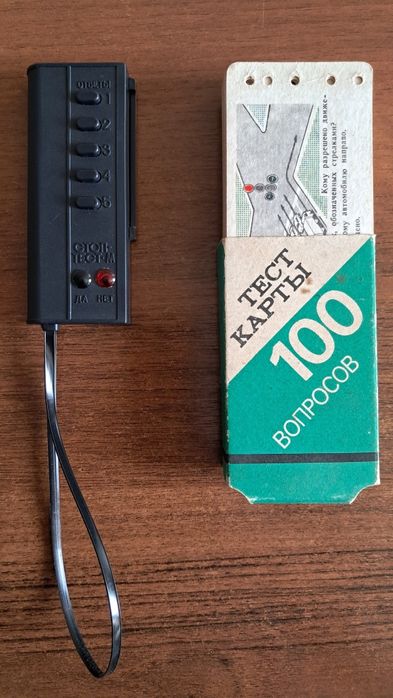 ОТВЕТЫ
1
2
3
4
5
СТОП-
ТЕСТ-М
ДА НЕТ
Кому разрешено движе-
обозначенных стрелками?
автомобилю направо,
ТЕСТ
КАРТЫ
100
ВОПРОСОВ